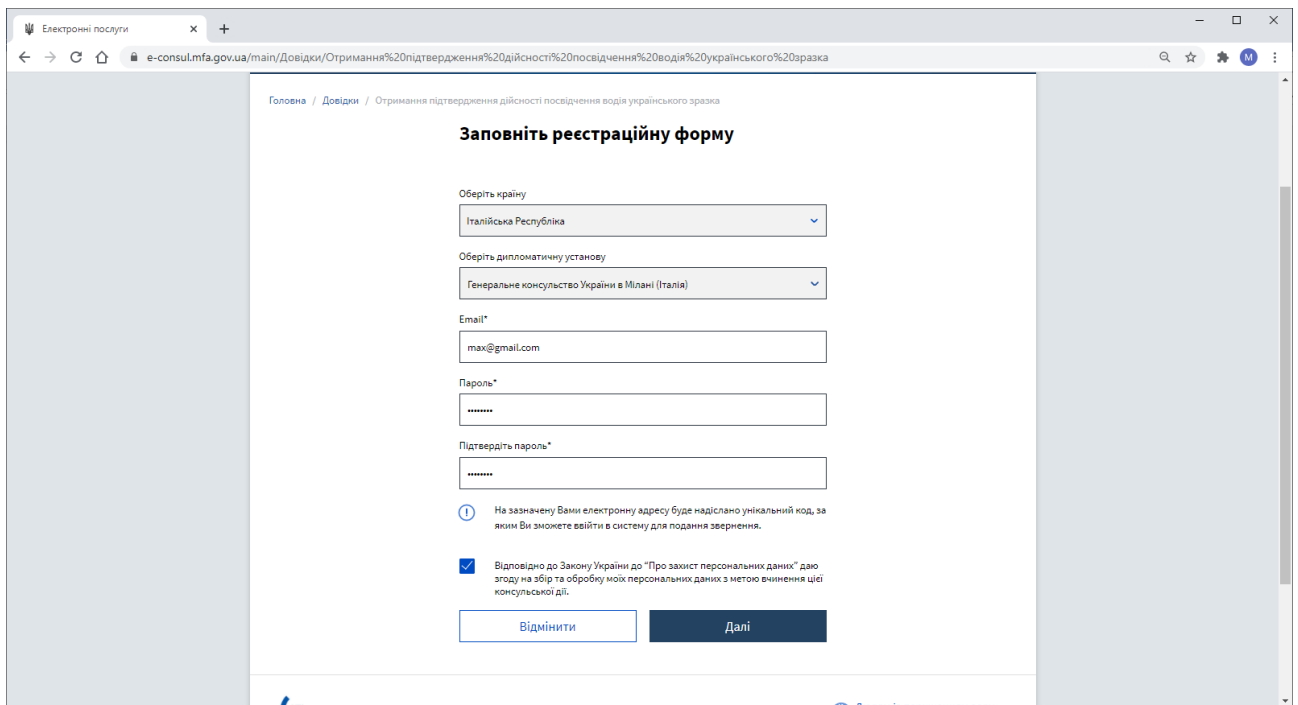 Електронні послуги
e-consul.mfa.gov.ua/main/Довідки/Отримання%20підтвердження%20дійсності%20посвідчення%20водія%20українського%20зразка
M
Головна / Довідки / Отримання підтвердження дійсності посвідчення водія українського зразка
Заповніть реєстраційну форму
Оберіть країну
Італійська Республіка
Оберіть дипломатичну установу
Генеральне консульство України в Мілані (Італія)
Email*
max@gmail.com
Пароль*
••••••••
Підтвердіть пароль*
••••••••
На зазначену Вами електронну адресу буде надіслано унікальний код, за
яким Ви зможете ввійти в систему для подання звернення.
Відповідно до Закону України до “Про захист персональних даних” даю
згоду на збір та обробку моїх персональних даних з метою вчинення цієї
консульської дії.
Відмінити
Далі